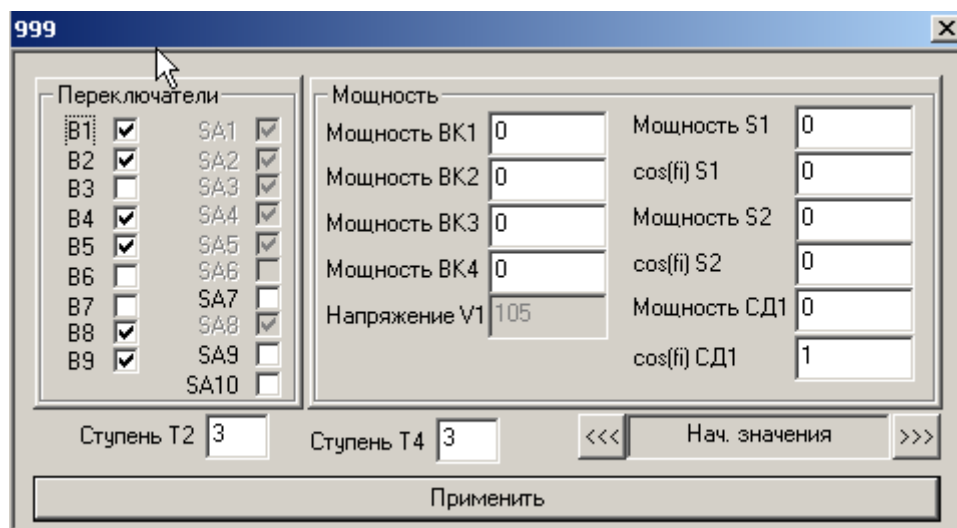 999
Переключатели
B1 SA1
B2 SA2
B3 SA3
B4 SA4
B5 SA5
B6 SA6
B7 SA7
B8 SA8
B9 SA9
SA10
Мощность
Мощность ВК1 0
Мощность ВК2 0
Мощность ВК3 0
Мощность ВК4 0
Напряжение V1 105
Мощность S1 0
cos(fi) S1 0
Мощность S2 0
cos(fi) S2 0
Мощность СД1 0
cos(fi) СД1 1
Ступень Т2 3
Ступень Т4 3
<<< Нач. значения >>>
Применить